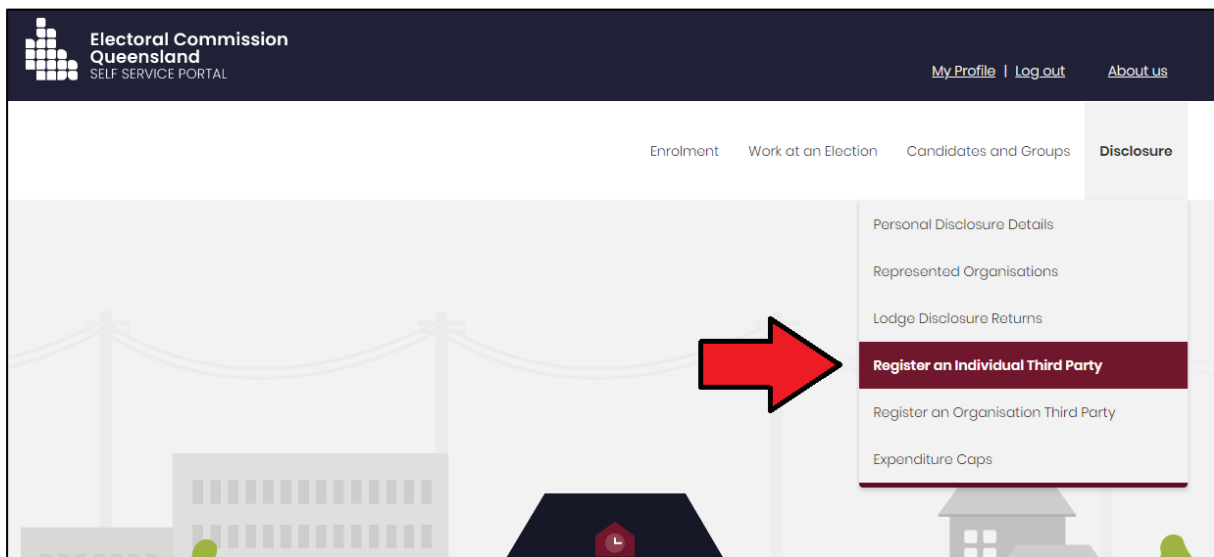 Electoral Commission
Queensland
SELF SERVICE PORTAL
My Profile | Log out About us
Enrolment Work at an Election Candidates and Groups Disclosure
Personal Disclosure Details
Represented Organisations
Lodge Disclosure Returns
Register an Individual Third Party
Register an Organisation Third Party
Expenditure Caps